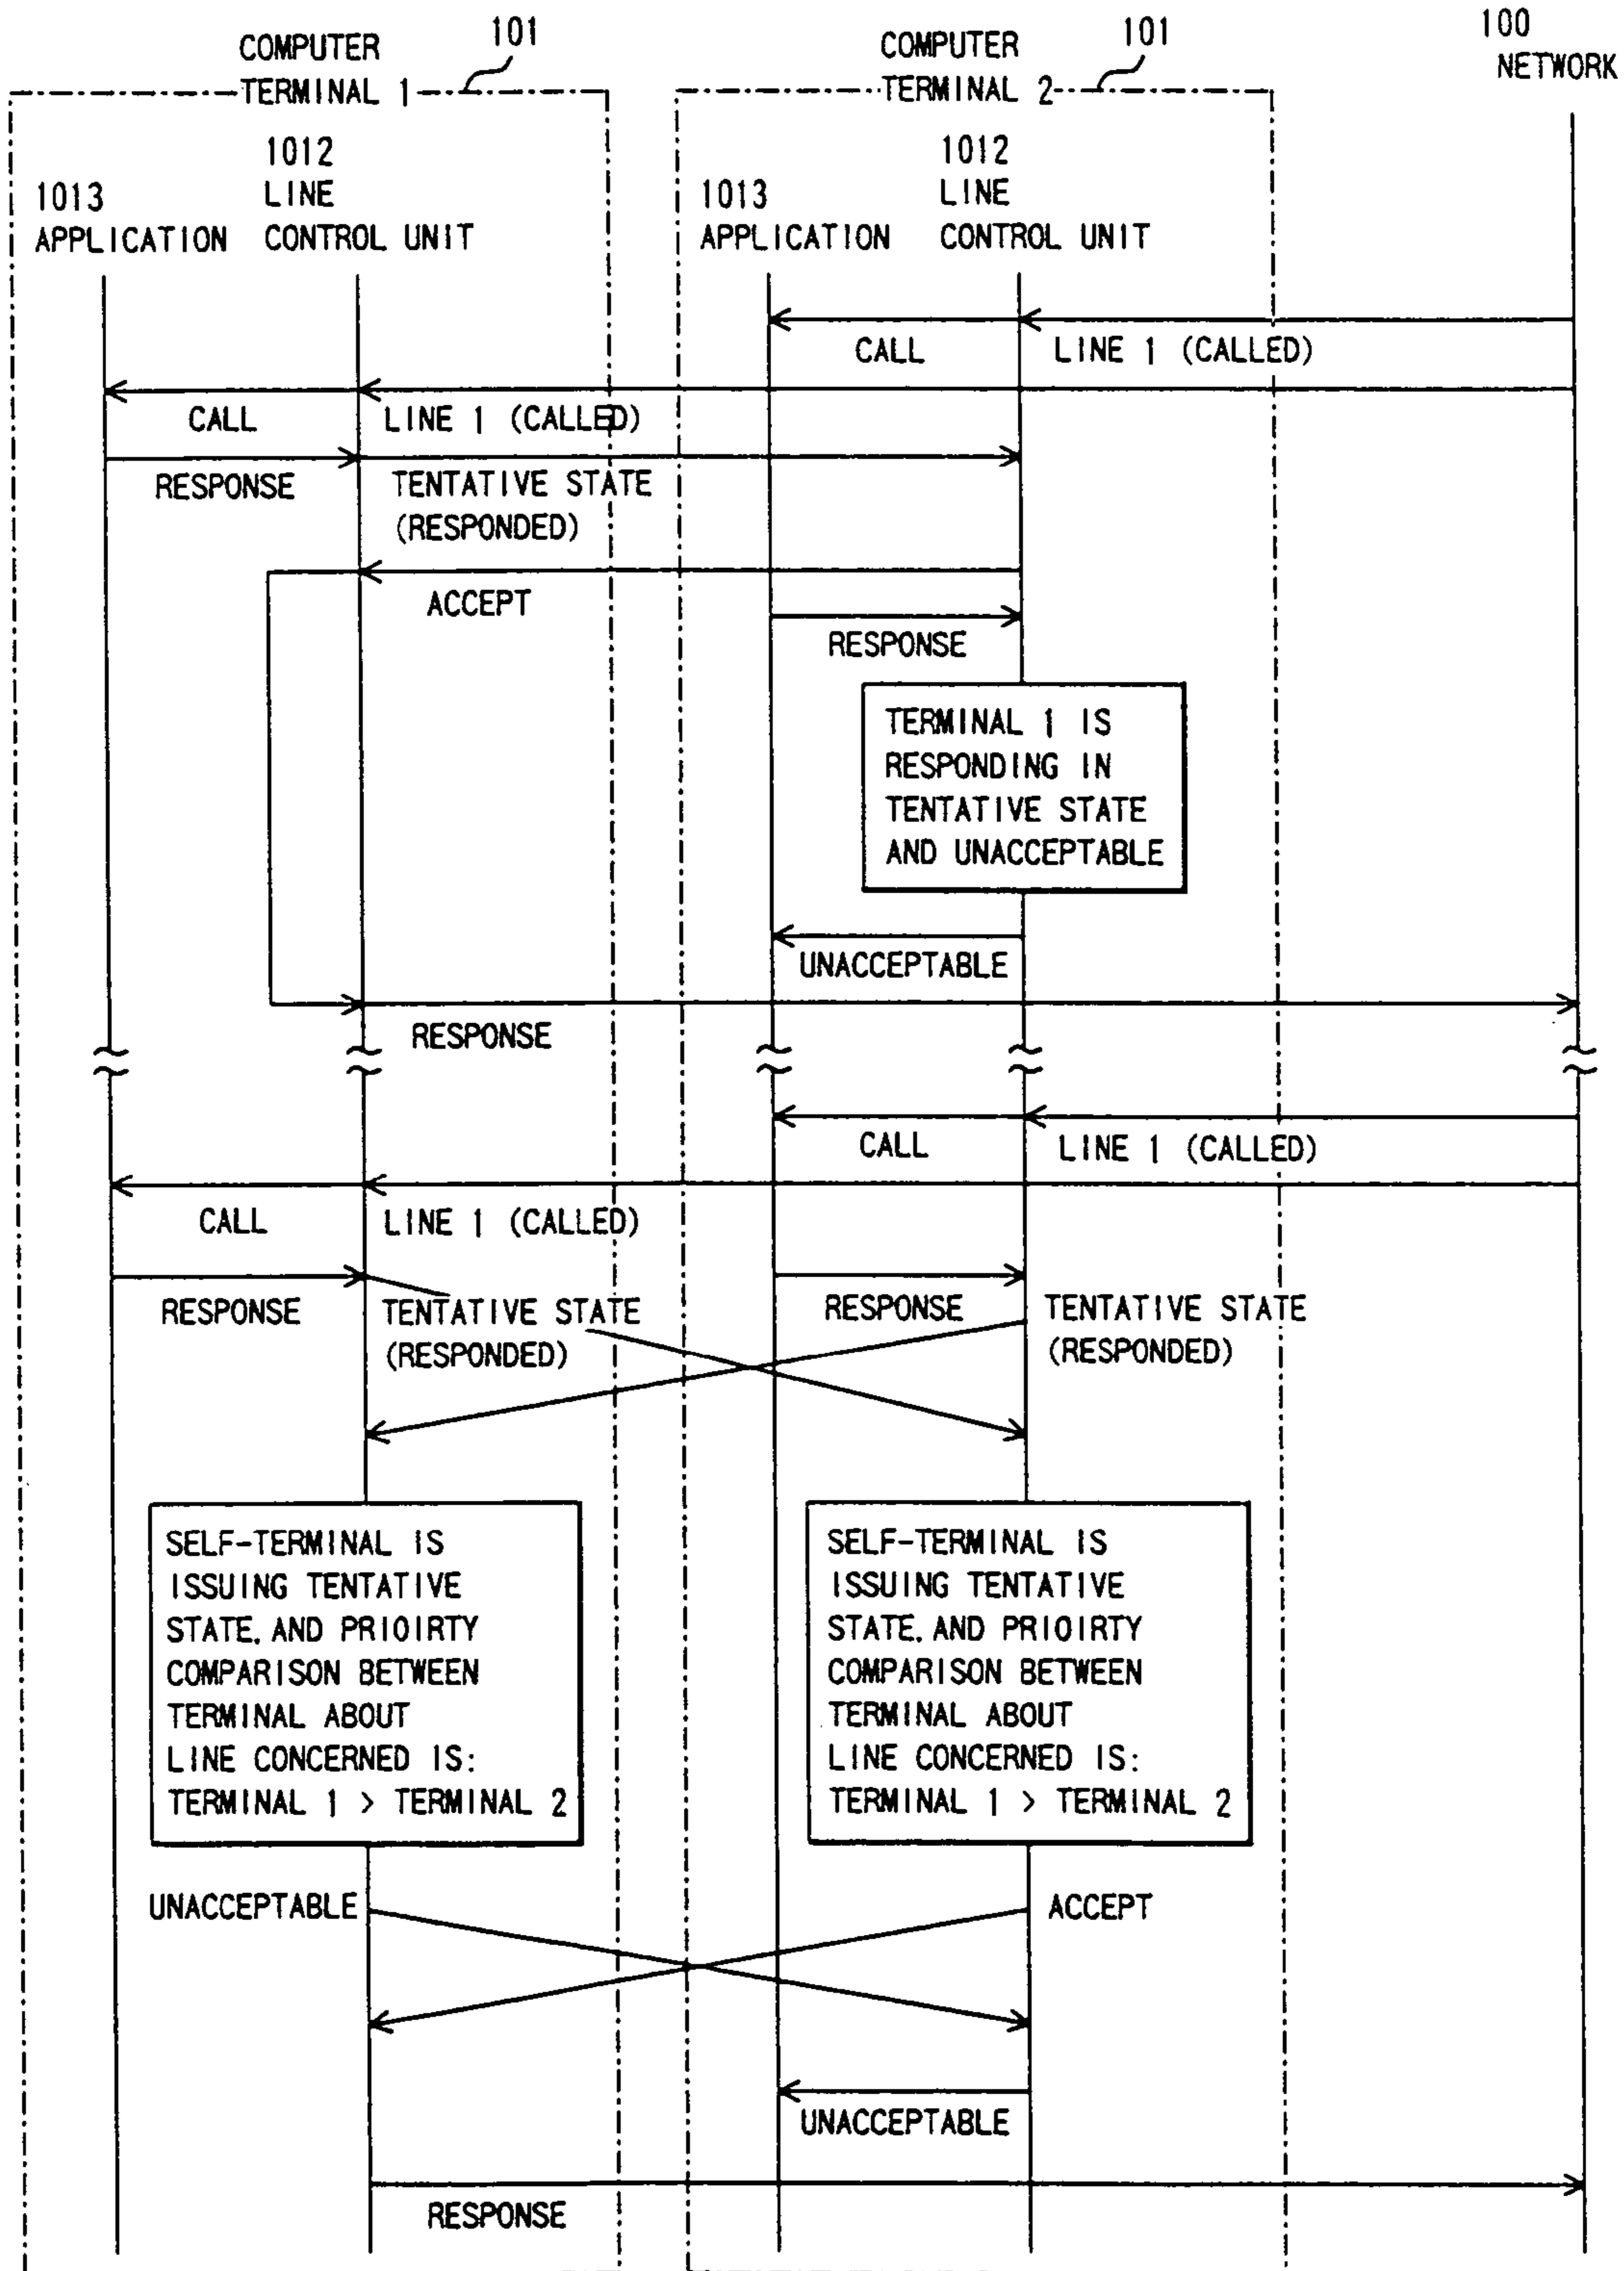 COMPUTER
TERMINAL 1
101
COMPUTER
TERMINAL 2
101
100
NETWORK
1013
APPLICATION
1012
LINE
CONTROL UNIT
1013
APPLICATION
1012
LINE
CONTROL UNIT
CALL
LINE 1 (CALLED)
CALL
LINE 1 (CALLED)
RESPONSE
TENTATIVE STATE
(RESPONDED)
ACCEPT
RESPONSE
TERMINAL 1 IS
RESPONDING IN
TENTATIVE STATE
AND UNACCEPTABLE
UNACCEPTABLE
RESPONSE
CALL
LINE 1 (CALLED)
CALL
LINE 1 (CALLED)
RESPONSE
TENTATIVE STATE
(RESPONDED)
RESPONSE
TENTATIVE STATE
(RESPONDED)
SELF-TERMINAL IS
ISSUING TENTATIVE
STATE, AND PRIOIRTY
COMPARISON BETWEEN
TERMINAL ABOUT
LINE CONCERNED IS:
TERMINAL 1 > TERMINAL 2
SELF-TERMINAL IS
ISSUING TENTATIVE
STATE, AND PRIOIRTY
COMPARISON BETWEEN
TERMINAL ABOUT
LINE CONCERNED IS:
TERMINAL 1 > TERMINAL 2
UNACCEPTABLE
ACCEPT
UNACCEPTABLE
RESPONSE